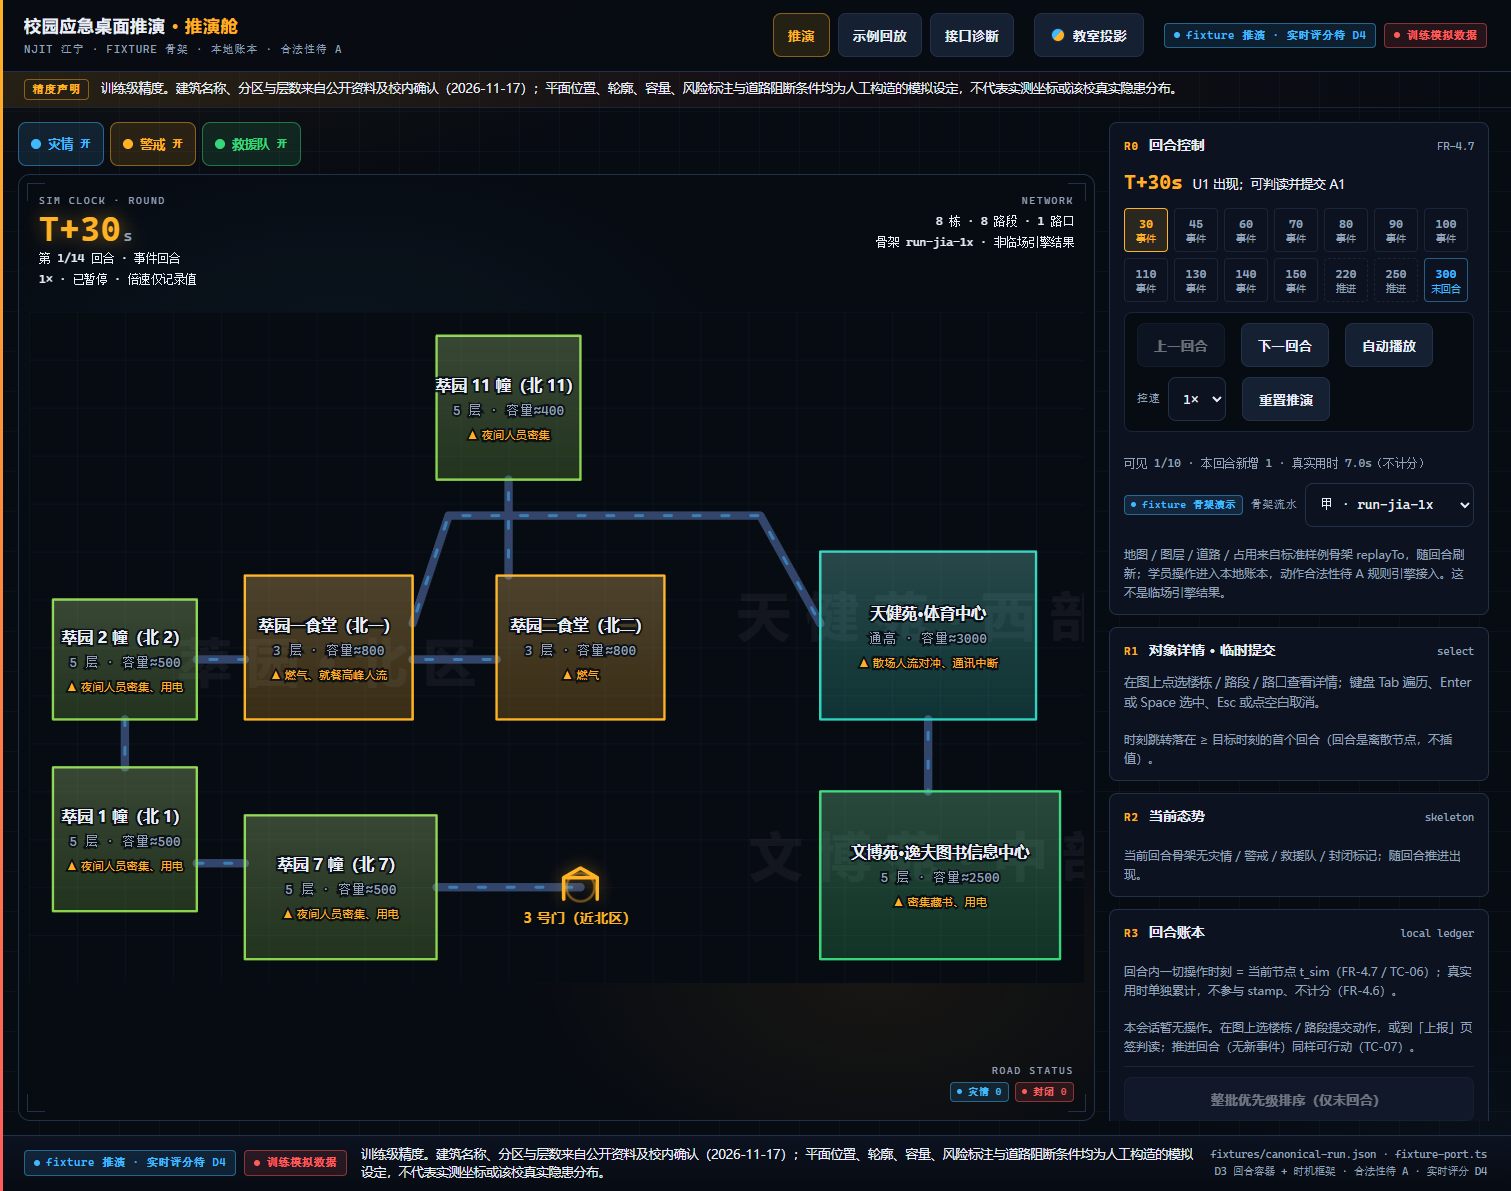 校园应急桌面推演 · 推演舱
NJIT 江宁 · FIXTURE 骨架 · 本地账本 · 合法性待 A
推演
示例回放
接口诊断
教室投影
fixture 推演 · 实时评分待 D4
训练模拟数据
精度声明
训练级精度。建筑名称、分区与层数来自公开资料及校内确认（2026-11-17）；平面位置、轮廓、容量、风险标注与道路阻断条件均为人工构造的模拟设定，不代表实测坐标或该校真实隐患分布。
灾情 开
警戒 开
救援队 开
SIM CLOCK · ROUND
T+30s
第 1/14 回合 · 事件回合
1× · 已暂停 · 倍速仅记录值
NETWORK
8 栋 · 8 路段 · 1 路口
骨架 run-jia-1x · 非临场引擎结果
萃园 11 幢（北 11）
5 层 · 容量≈400
▲ 夜间人员密集
萃园 2 幢（北 2）
5 层 · 容量≈500
▲ 夜间人员密集、用电
萃园一食堂（北一）
3 层 · 容量≈800
▲ 燃气、就餐高峰人流
萃园二食堂（北二）
3 层 · 容量≈800
▲ 燃气
天健苑·体育中心
通高 · 容量≈3000
▲ 散场人流对冲、通讯中断
萃园 1 幢（北 1）
5 层 · 容量≈500
▲ 夜间人员密集、用电
萃园 7 幢（北 7）
5 层 · 容量≈500
▲ 夜间人员密集、用电
3 号门（近北区）
文博苑·逸夫图书信息中心
5 层 · 容量≈2500
▲ 密集藏书、用电
ROAD STATUS
灾情 0
封闭 0
R0 回合控制
FR-4.7
T+30s U1 出现；可判读并提交 A1
30 事件
45 事件
60 事件
70 事件
80 事件
90 事件
100 事件
110 事件
130 事件
140 事件
150 事件
220 推进
250 推进
300 末回合
上一回合
下一回合
自动播放
控速
1×
重置推演
可见 1/10 · 本回合新增 1 · 真实用时 7.0s（不计分）
fixture 骨架演示
骨架流水
甲 · run-jia-1x
地图 / 图层 / 道路 / 占用来自标准样例骨架 replayTo，随回合刷
新；学员操作进入本地账本，动作合法性待 A 规则引擎接入。这
不是临场引擎结果。
R1 对象详情 · 临时提交
select
在图上点选楼栋 / 路段 / 路口查看详情；键盘 Tab 遍历、Enter
或 Space 选中、Esc 或点空白取消。
时刻跳转落在 ≥ 目标时刻的首个回合（回合是离散节点，不插
值）。
R2 当前态势
skeleton
当前回合骨架无灾情 / 警戒 / 救援队 / 封闭标记；随回合推进出
现。
R3 回合账本
local ledger
回合内一切操作时刻 = 当前节点 t_sim（FR-4.7 / TC-06）；真实
用时单独累计，不参与 stamp、不计分（FR-4.6）。
本会话暂无操作。在图上选楼栋 / 路段提交动作，或到「上报」页
签判读；推进回合（无新事件）同样可行动（TC-07）。
整批优先级排序（仅末回合）
fixture 推演 · 实时评分待 D4
训练模拟数据
训练级精度。建筑名称、分区与层数来自公开资料及校内确认（2026-11-17）；平面位置、轮廓、容量、风险标注与道路阻断条件均为人工构造的模拟
设定，不代表实测坐标或该校真实隐患分布。
fixtures/canonical-run.json · fixture-port.ts
D3 回合容器 + 时机框架 · 合法性待 A · 实时评分 D4